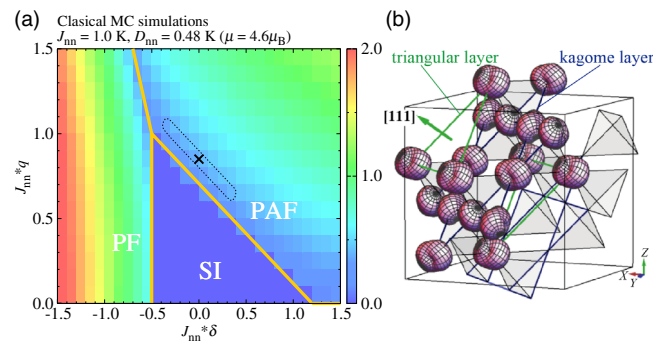 (a)
Clasical MC simulations
J_nn = 1.0 K, D_nn = 0.48 K (μ = 4.6μ_B)
1.5
1.0
0.5
0.0
J_nn*q
PF
SI
PAF
-1.5 -1.0 -0.5 0.0 0.5 1.0 1.5
J_nn*δ
2.0
1.0
0.0
(b)
triangular layer
kagome layer
[111]
Z
X
Y